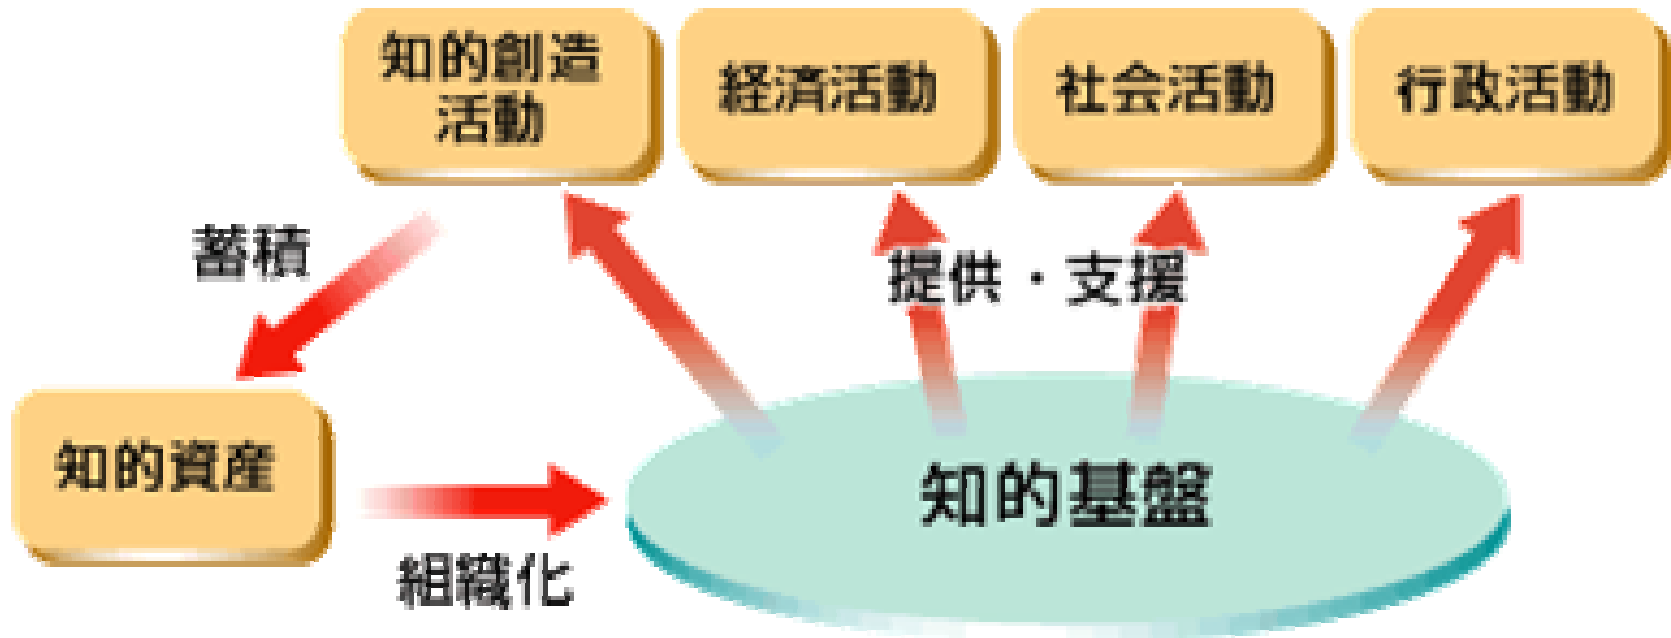 知的創造
活動
経済活動
社会活動
行政活動
蓄積
提供・支援
知的資産
知的基盤
組織化